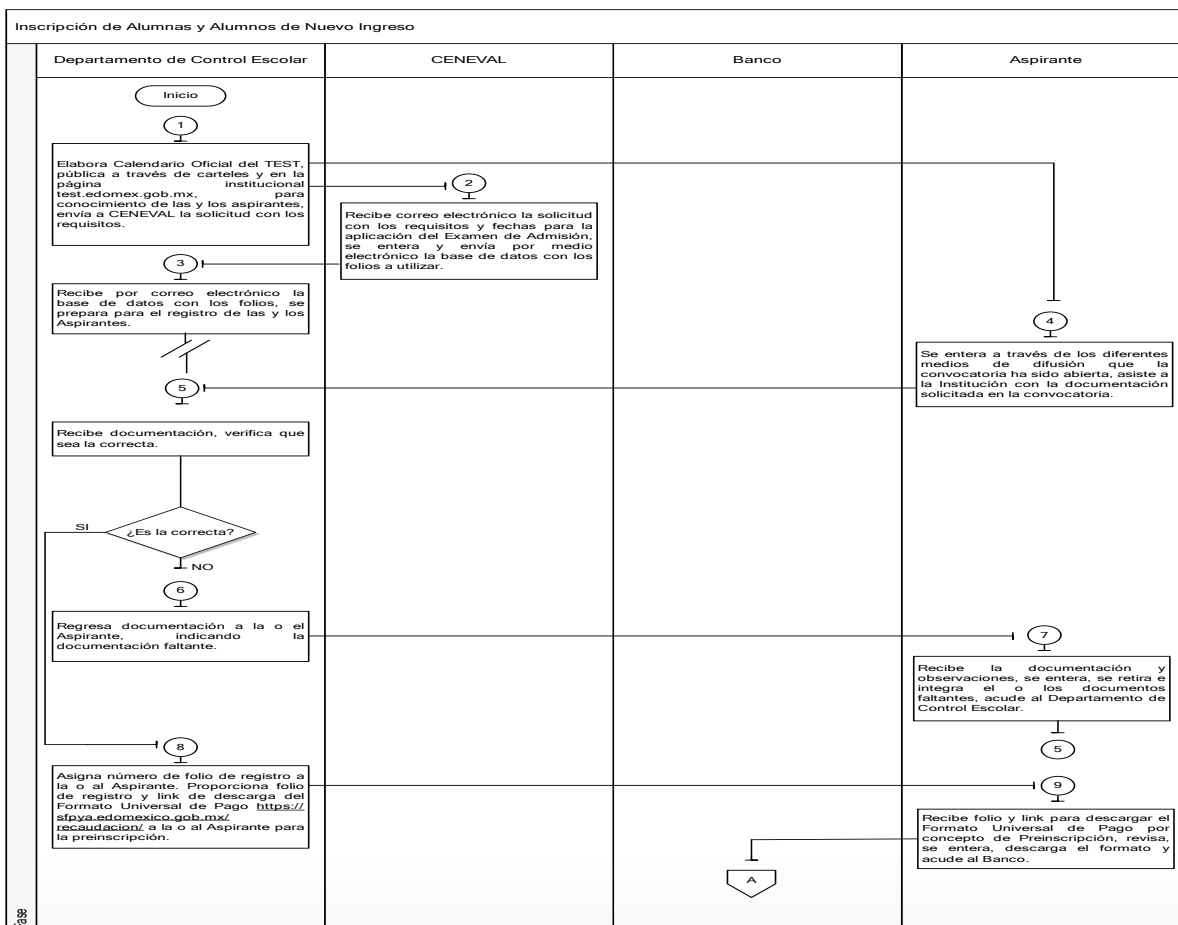 Inscripción de Alumnas y Alumnos de Nuevo Ingreso
Departamento de Control Escolar
CENEVAL
Banco
Aspirante
Inicio
1
Elabora Calendario Oficial del TEST,
pública a través de carteles y en la
página institucional
test.edomex.gob.mx, para
conocimiento de las y los aspirantes,
envía a CENEVAL la solicitud con los
requisitos.
2
Recibe correo electrónico la solicitud
con los requisitos y fechas para la
aplicación del Examen de Admisión,
se entera y envía por medio
electrónico la base de datos con los
folios a utilizar.
3
Recibe por correo electrónico la
base de datos con los folios, se
prepara para el registro de las y los
Aspirantes.
4
Se entera a través de los diferentes
medios de difusión que la
convocatoria ha sido abierta, asiste a
la Institución con la documentación
solicitada en la convocatoria.
5
Recibe documentación, verifica que
sea la correcta.
¿Es la correcta?
SI
NO
6
Regresa documentación a la o el
Aspirante, indicando la
documentación faltante.
7
Recibe la documentación y
observaciones, se entera, se retira e
integra el o los documentos
faltantes, acude al Departamento de
Control Escolar.
5
8
Asigna número de folio de registro a
la o al Aspirante. Proporciona folio
de registro y link de descarga del
Formato Universal de Pago https://
sfpya.edomexico.gob.mx/
recaudacion/ a la o al Aspirante para
la preinscripción.
9
Recibe folio y link para descargar el
Formato Universal de Pago por
concepto de Preinscripción, revisa,
se entera, descarga el formato y
acude al Banco.
A